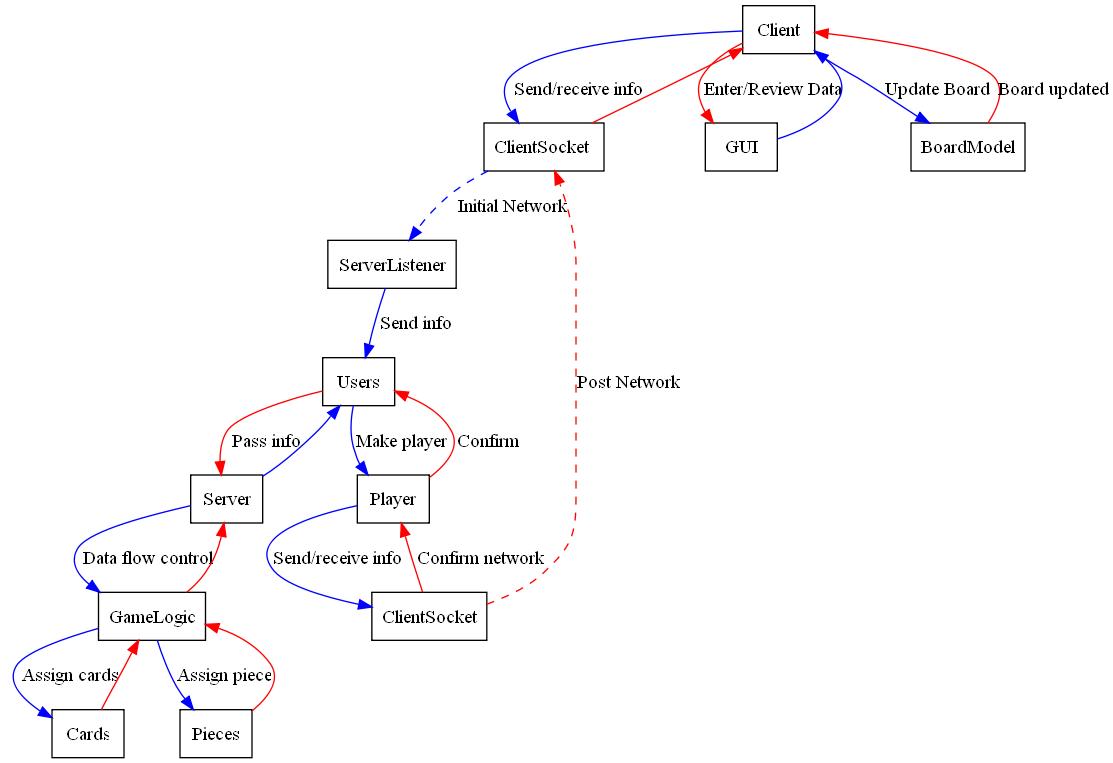 Client
Send/receive info
Enter/Review Data
Update Board
Board updated
ClientSocket
GUI
BoardModel
Initial Network
ServerListener
Send info
Users
Post Network
Pass info
Make player
Confirm
Server
Player
Data flow control
Send/receive info
Confirm network
GameLogic
ClientSocket
Assign cards
Assign piece
Cards
Pieces